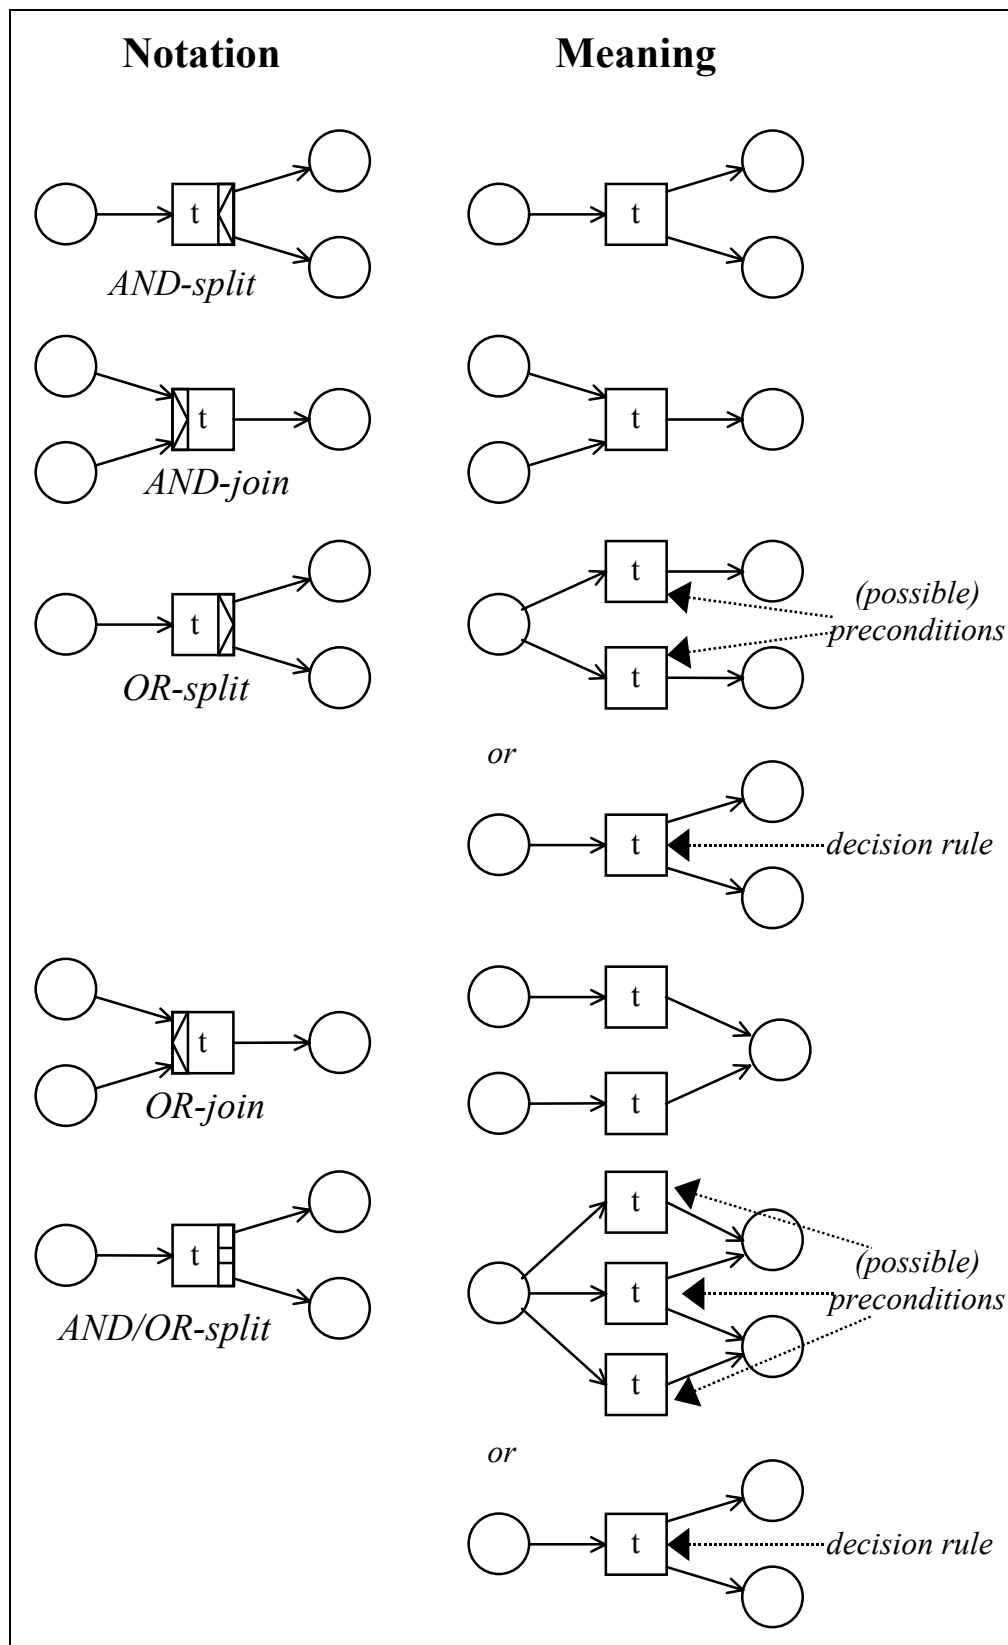 Notation Meaning
t t
AND-split
t t
AND-join
t
(possible)
t preconditions
t
OR-split
or
t decision rule
t
t
t
OR-join
t
t (possible)
t preconditions
AND/OR-split
t
or
t decision rule